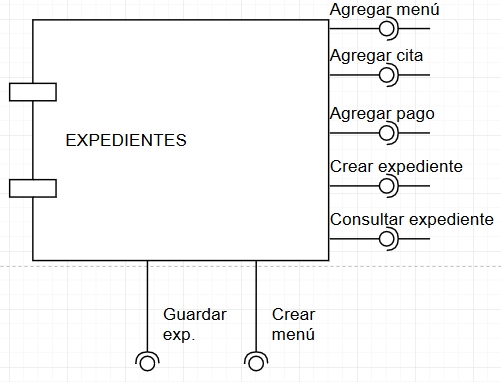 Agregar menú
Agregar cita
Agregar pago
EXPEDIENTES
Crear expediente
Consultar expediente
Guardar
exp.
Crear
menú